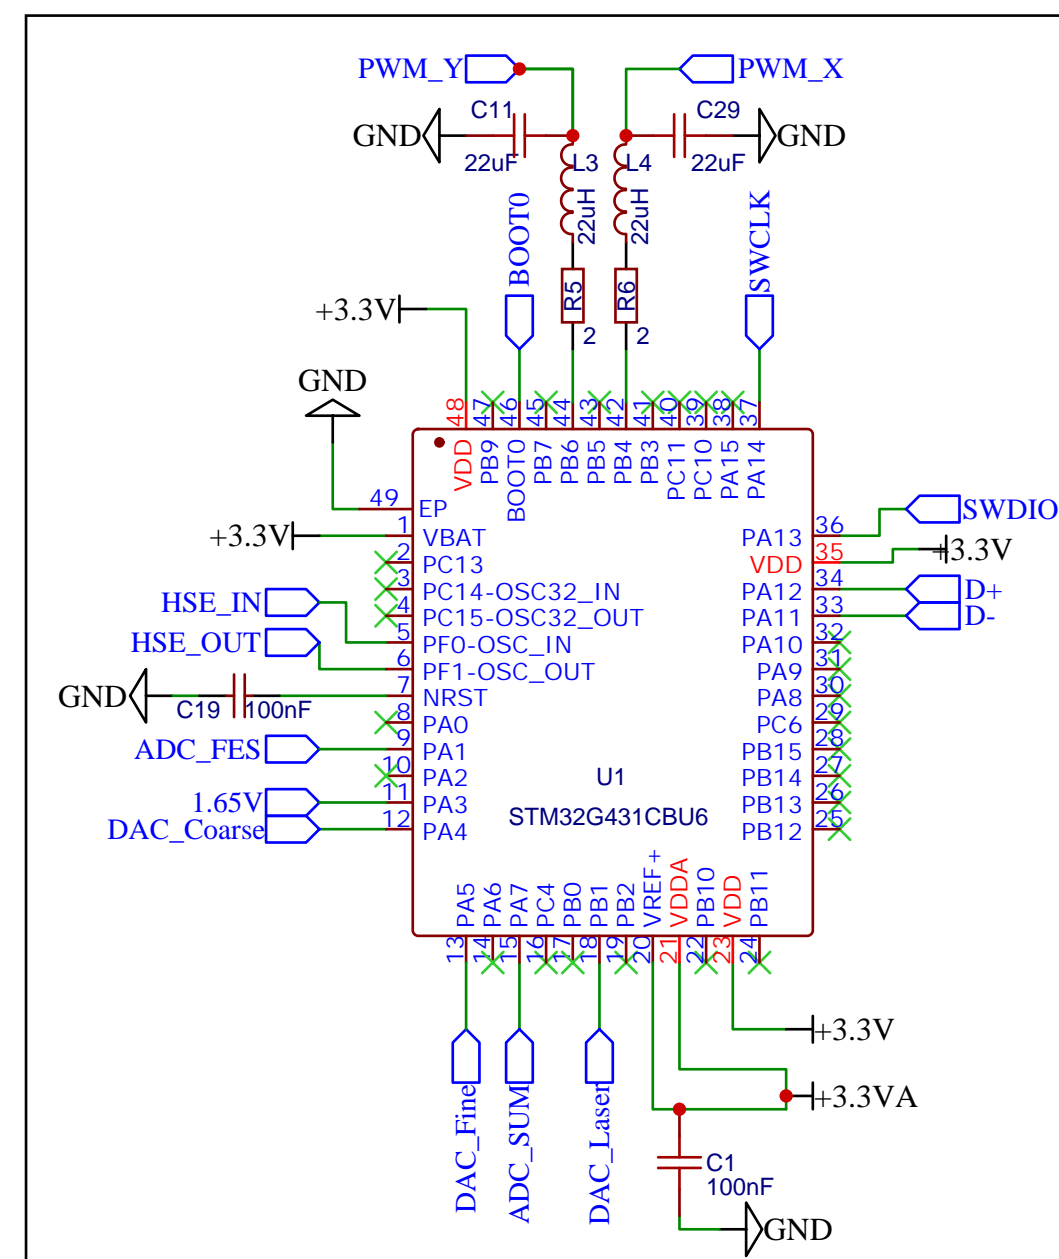 PWM_Y
PWM_X
C11
C29
GND
GND
22uF
L3
L4
22uF
22uH
22uH
BOOT0
SWCLK
R5
R6
+3.3V
2
2
GND
48
47
46
45
44
43
42
41
40
39
38
37
VDD
PB9
BOOT0
PB7
PB6
PB5
PB4
PB3
PC11
PC10
PA15
PA14
49 EP
+3.3V 1 VBAT
2 PC13
3 PC14-OSC32_IN
4 PC15-OSC32_OUT
HSE_IN 5 PF0-OSC_IN
HSE_OUT 6 PF1-OSC_OUT
GND C19 100nF 7 NRST
8 PA0
ADC_FES 9 PA1
10 PA2
1.65V 11 PA3
DAC_Coarse 12 PA4
PA13 36 SWDIO
VDD 35 +3.3V
PA12 34 D+
PA11 33 D-
PA10 32
PA9 31
PA8 30
PC6 29
PB15 28
PB14 27
PB13 26
PB12 25
U1
STM32G431CBU6
PA5
PA6
PA7
PC4
PB0
PB1
PB2
VREF+
VDDA
PB10
VDD
PB11
13
14
15
16
17
18
19
20
21
22
23
24
DAC_Fine
ADC_SUM
DAC_Laser
+3.3V
+3.3VA
C1
100nF
GND